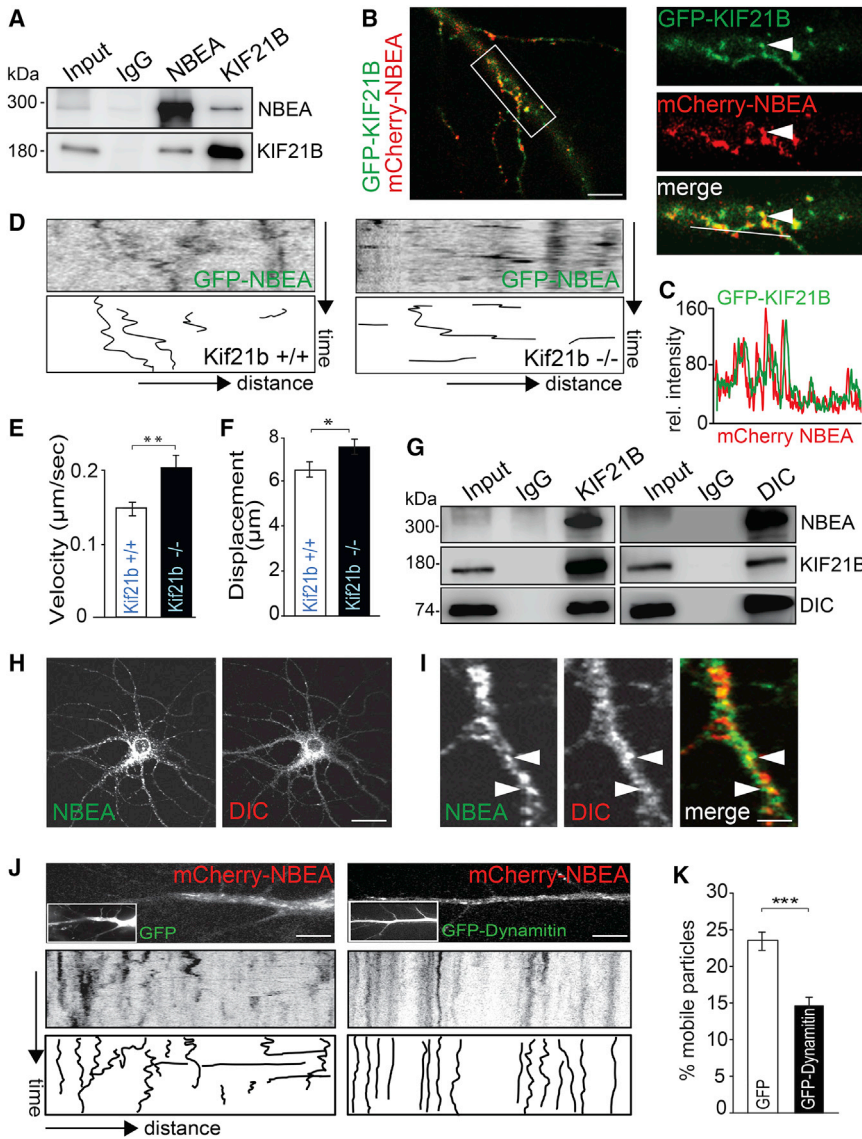 A
kDa
Input
IgG
NBEA
KIF21B
300
NBEA
180
KIF21B
B
GFP-KIF21B
mCherry-NBEA
GFP-KIF21B
mCherry-NBEA
merge
C
GFP-KIF21B
rel. intensity
160
80
0
mCherry NBEA
D
GFP-NBEA
Kif21b +/+
time
distance
GFP-NBEA
Kif21b -/-
time
distance
E
Velocity (µm/sec)
0.2
0.1
0
**
Kif21b +/+
Kif21b -/-
F
Displacement
(µm)
8
6
4
2
0
*
Kif21b +/+
Kif21b -/-
G
kDa
Input
IgG
KIF21B
Input
IgG
DIC
300
NBEA
180
KIF21B
74
DIC
H
NBEA
DIC
I
NBEA
DIC
merge
J
mCherry-NBEA
GFP
mCherry-NBEA
GFP-Dynamitin
time
distance
K
% mobile particles
30
25
20
15
10
5
0
***
GFP
GFP-Dynamitin